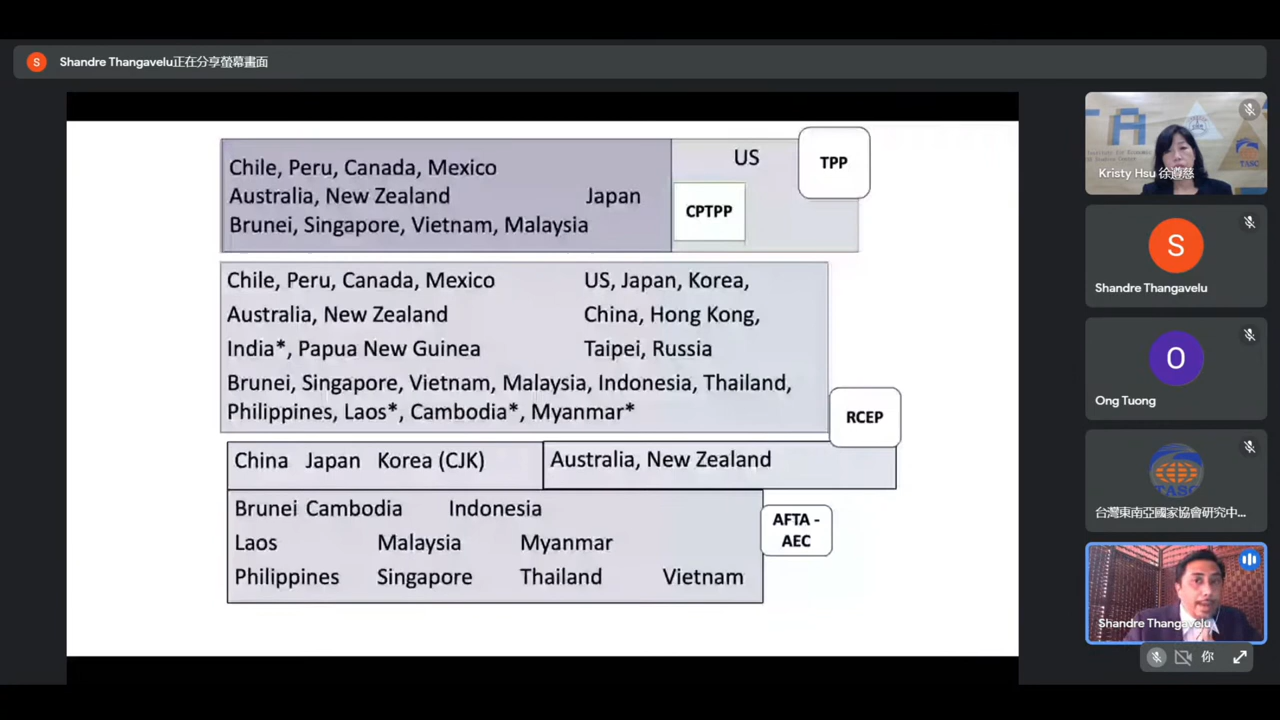 Shandre Thangavelu正在分享螢幕畫面
Chile, Peru, Canada, Mexico
Australia, New Zealand Japan
Brunei, Singapore, Vietnam, Malaysia
US
TPP
CPTPP
Chile, Peru, Canada, Mexico US, Japan, Korea,
Australia, New Zealand China, Hong Kong,
India*, Papua New Guinea Taipei, Russia
Brunei, Singapore, Vietnam, Malaysia, Indonesia, Thailand,
Philippines, Laos*, Cambodia*, Myanmar*
RCEP
China Japan Korea (CJK) Australia, New Zealand
Brunei Cambodia Indonesia
Laos Malaysia Myanmar
Philippines Singapore Thailand Vietnam
AFTA -
AEC
TA
TASC
Kristy Hsu 徐遵慈
S
Shandre Thangavelu
O
Ong Tuong
TASC
台灣東南亞國家協會研究中...
Shandre Thangavelu
你